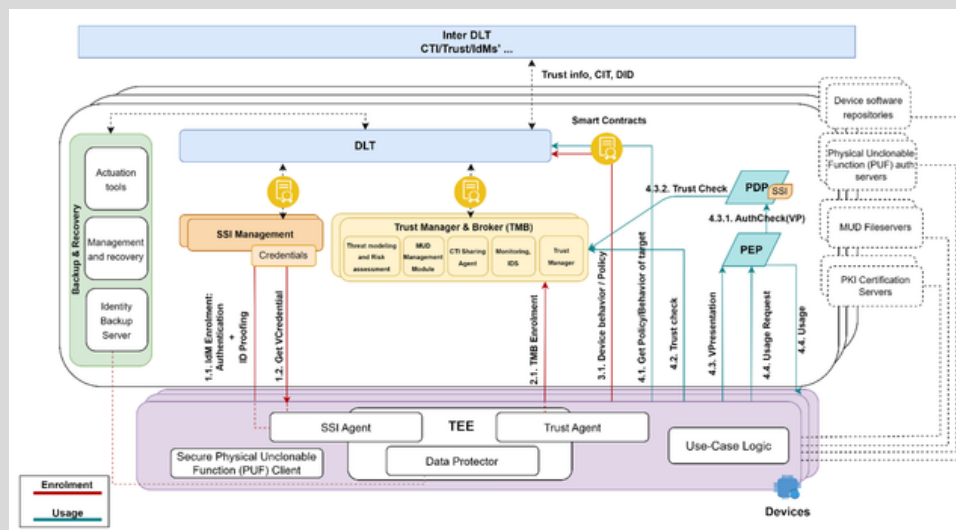 Inter DLT
CTI/Trust/IdMs' ...
Trust info, CIT, DID
Smart Contracts
Device software
repositories
Physical Unclonable
Function (PUF) auth
servers
MUD Fileservers
PKI Certification
Servers
Backup & Recovery
Actuation
tools
Management
and recovery
Identity
Backup
Server
DLT
SSI Management
Credentials
Trust Manager & Broker (TMB)
Threat modeling
and Risk
assessment
MUD
Management
Module
CTI Sharing
Agent
Monitoring,
IDS
Trust
Manager
4.3.2. Trust Check
PDP
SSI
4.3.1. AuthCheck(VP)
PEP
1.1. IdM Enrolment:
Authentication
+
ID Proofing
1.2. Get VCredential
2.1. TMB Enrolment
3.1. Device behavior / Policy
4.1. Get Policy/Behavior of target
4.2. Trust check
4.3. VPresentation
4.4. Usage Request
4.4. Usage
SSI Agent
TEE
Trust Agent
Secure Physical Unclonable
Function (PUF) Client
Data Protector
Use-Case Logic
Devices
Enrolment
Usage